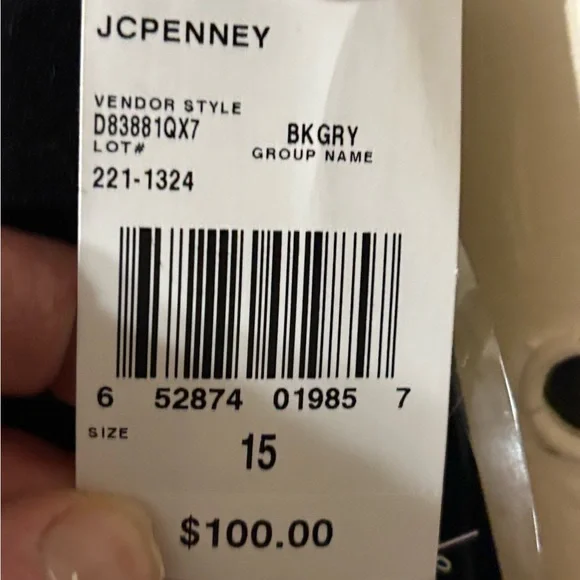 JCPENNEY
VENDOR STYLE
D83881QX7 BKGRY
LOT# GROUP NAME
221-1324
6 52874 01985 7
SIZE
15
$100.00